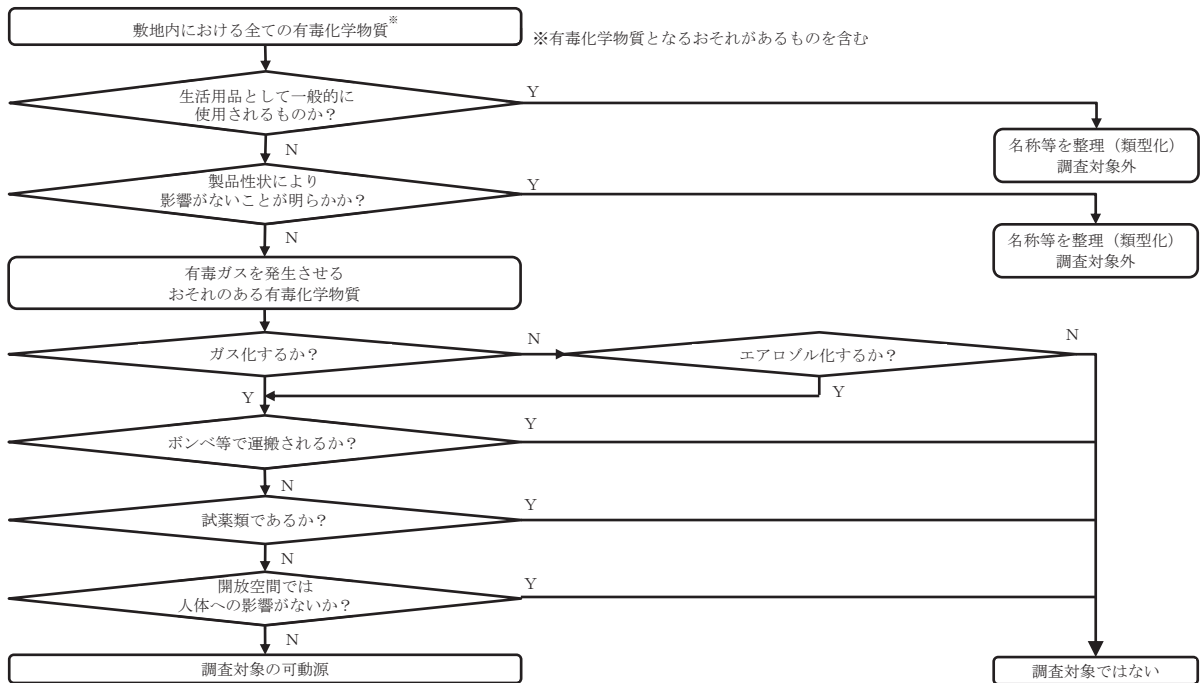 敷地内における全ての有毒化学物質※
※有毒化学物質となるおそれがあるものを含む
生活用品として一般的に
使用されるものか？
Y
N
名称等を整理（類型化）
調査対象外
製品性状により
影響がないことが明らかか？
Y
N
名称等を整理（類型化）
調査対象外
有毒ガスを発生させる
おそれのある有毒化学物質
ガス化するか？
N
エアロゾル化するか？
N
Y
Y
ボンベ等で運搬されるか？
Y
N
試薬類であるか？
Y
N
開放空間では
人体への影響がないか？
Y
N
調査対象の可動源
調査対象ではない